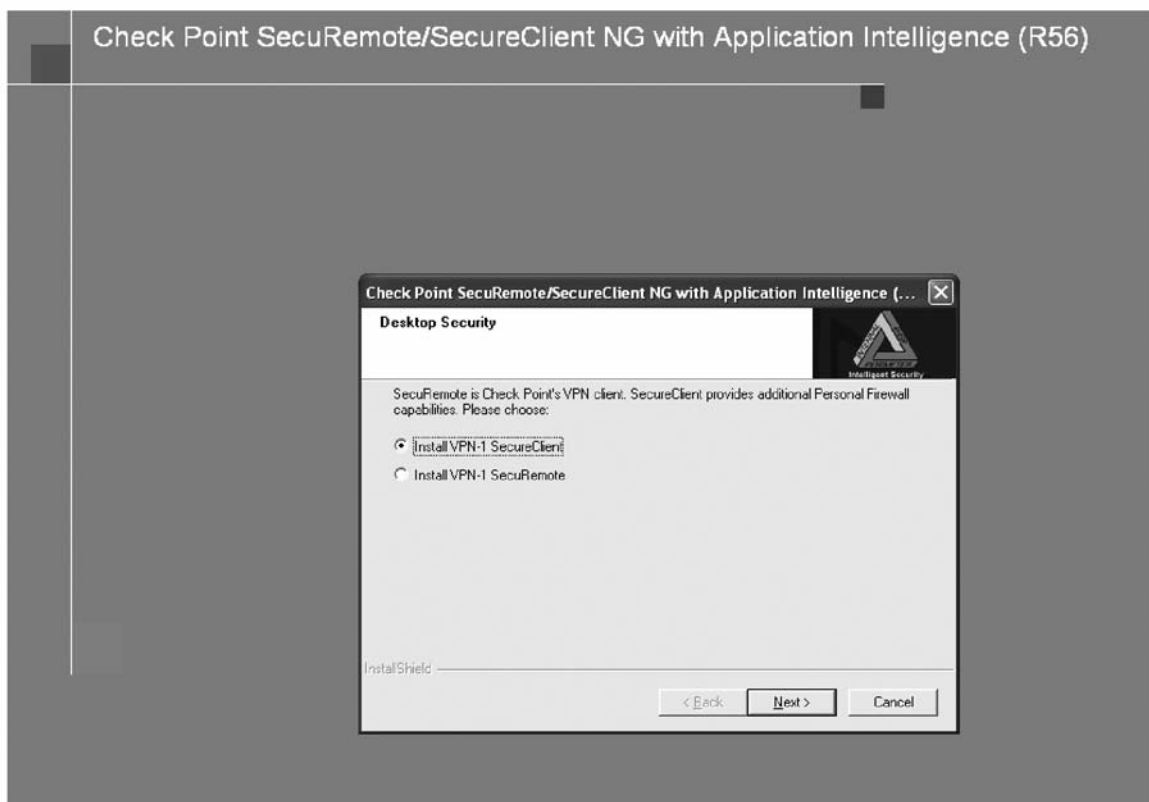 Check Point SecuRemote/SecureClient NG with Application Intelligence (R56)
Check Point SecuRemote/SecureClient NG with Application Intelligence (...
Desktop Security
Intelligent Security
SecuRemote is Check Point's VPN client. SecureClient provides additional Personal Firewall
capabilities. Please choose:
Install VPN-1 SecureClient
Install VPN-1 SecuRemote
InstallShield
< Back
Next >
Cancel